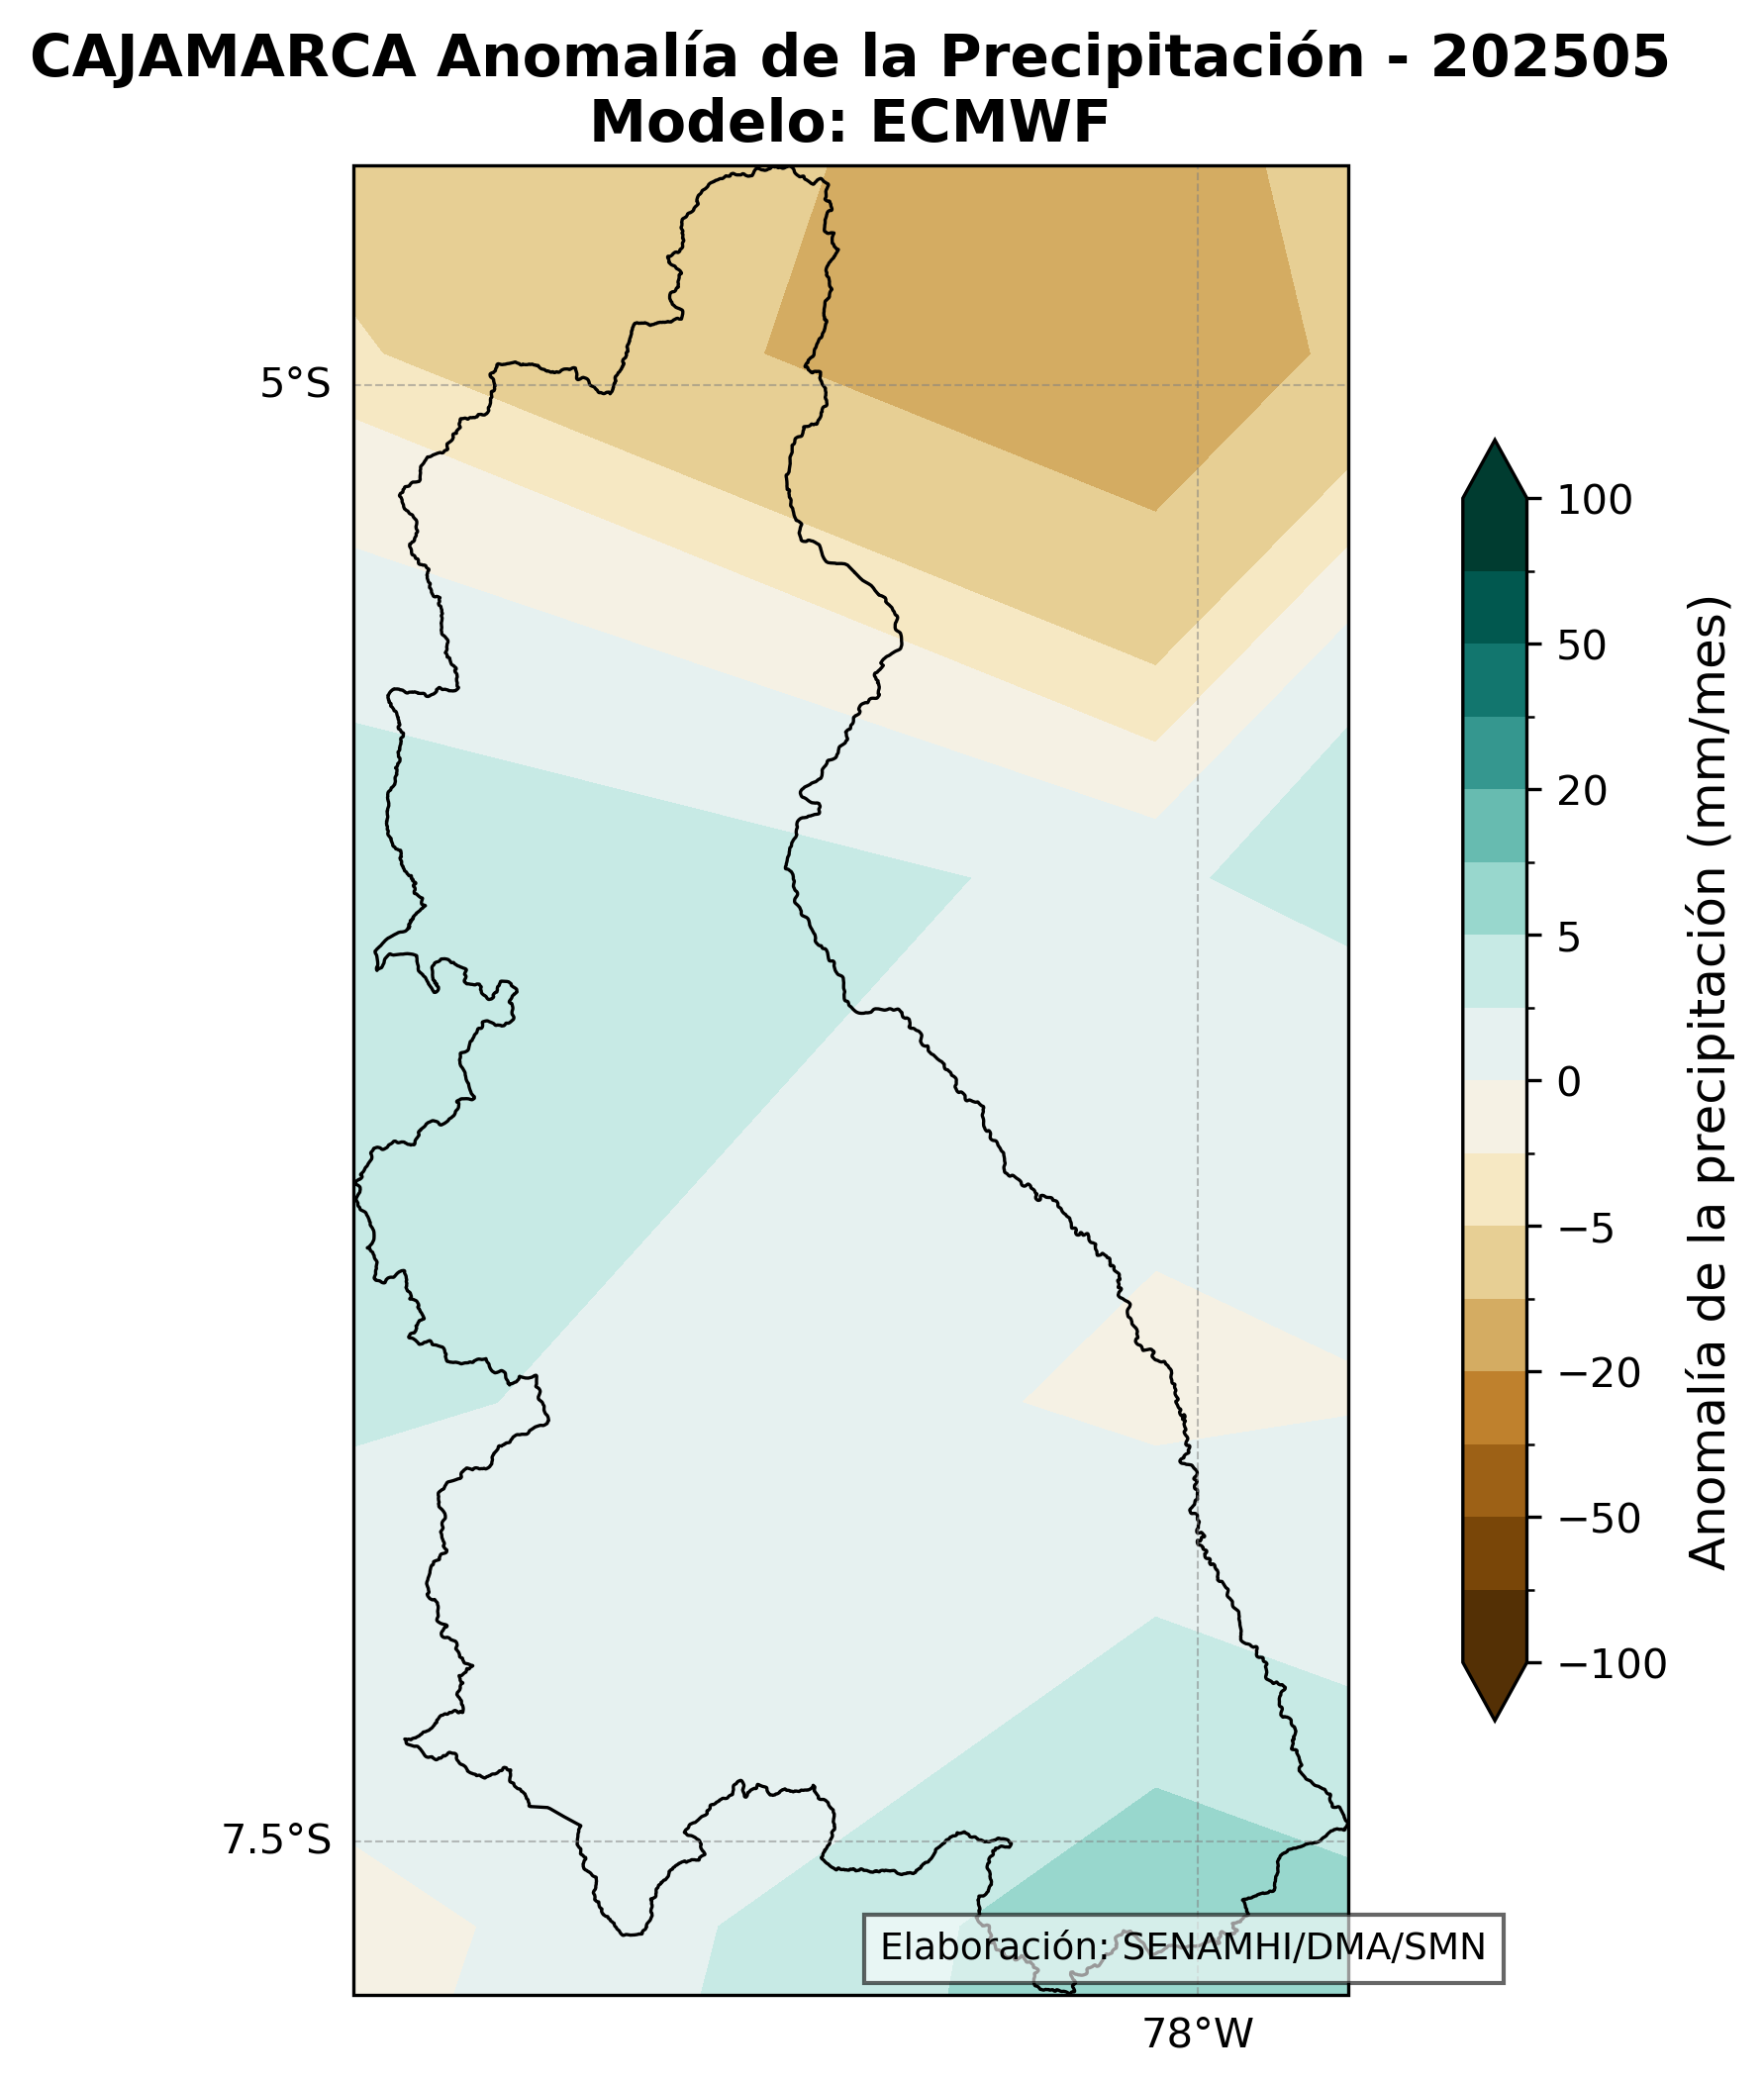 CAJAMARCA Anomalía de la Precipitación - 202505
Modelo: ECMWF
5°S
7.5°S
78°W
100
50
20
5
0
−5
−20
−50
−100
Anomalía de la precipitación (mm/mes)
Elaboración: SENAMHI/DMA/SMN